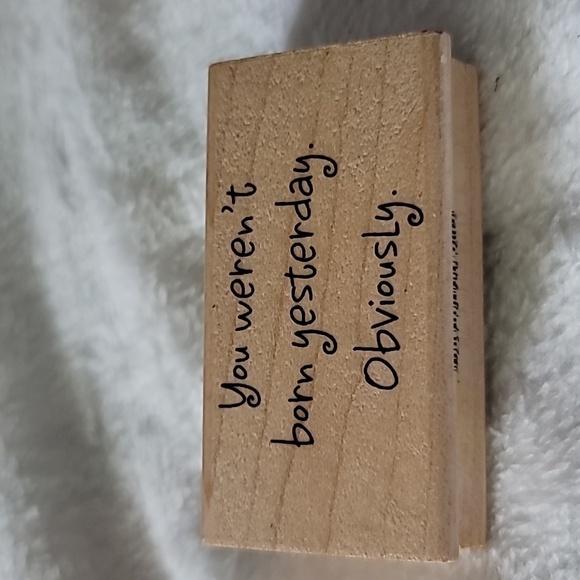 You weren't
born yesterday.
Obviously.